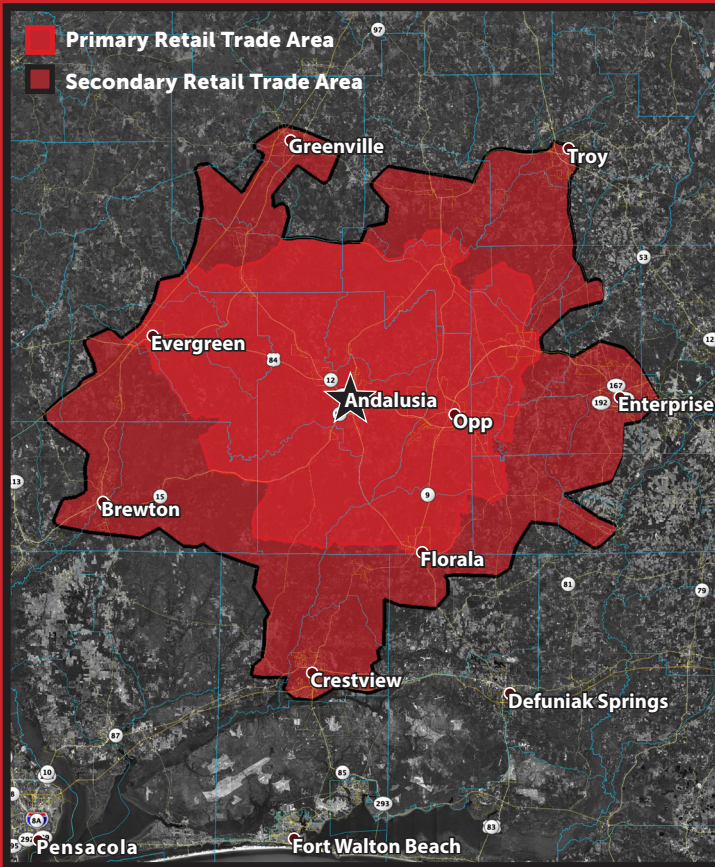 Primary Retail Trade Area
Secondary Retail Trade Area
97
Greenville
Troy
53
Evergreen
84
12
12
Andalusia
167
192
Enterprise
Opp
13
15
9
Brewton
Florala
81
79
Crestview
Defuniak Springs
87
10
85
293
8A
83
292
Pensacola
Fort Walton Beach